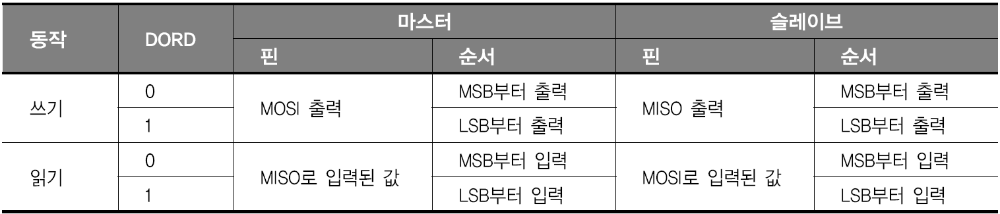 동작 DORD 마스터 슬레이브
핀 순서 핀 순서
쓰기 0 MOSI 출력 MSB부터 출력 MISO 출력 MSB부터 출력
1 LSB부터 출력 LSB부터 출력
읽기 0 MISO로 입력된 값 MSB부터 입력 MOSI로 입력된 값 MSB부터 입력
1 LSB부터 입력 LSB부터 입력